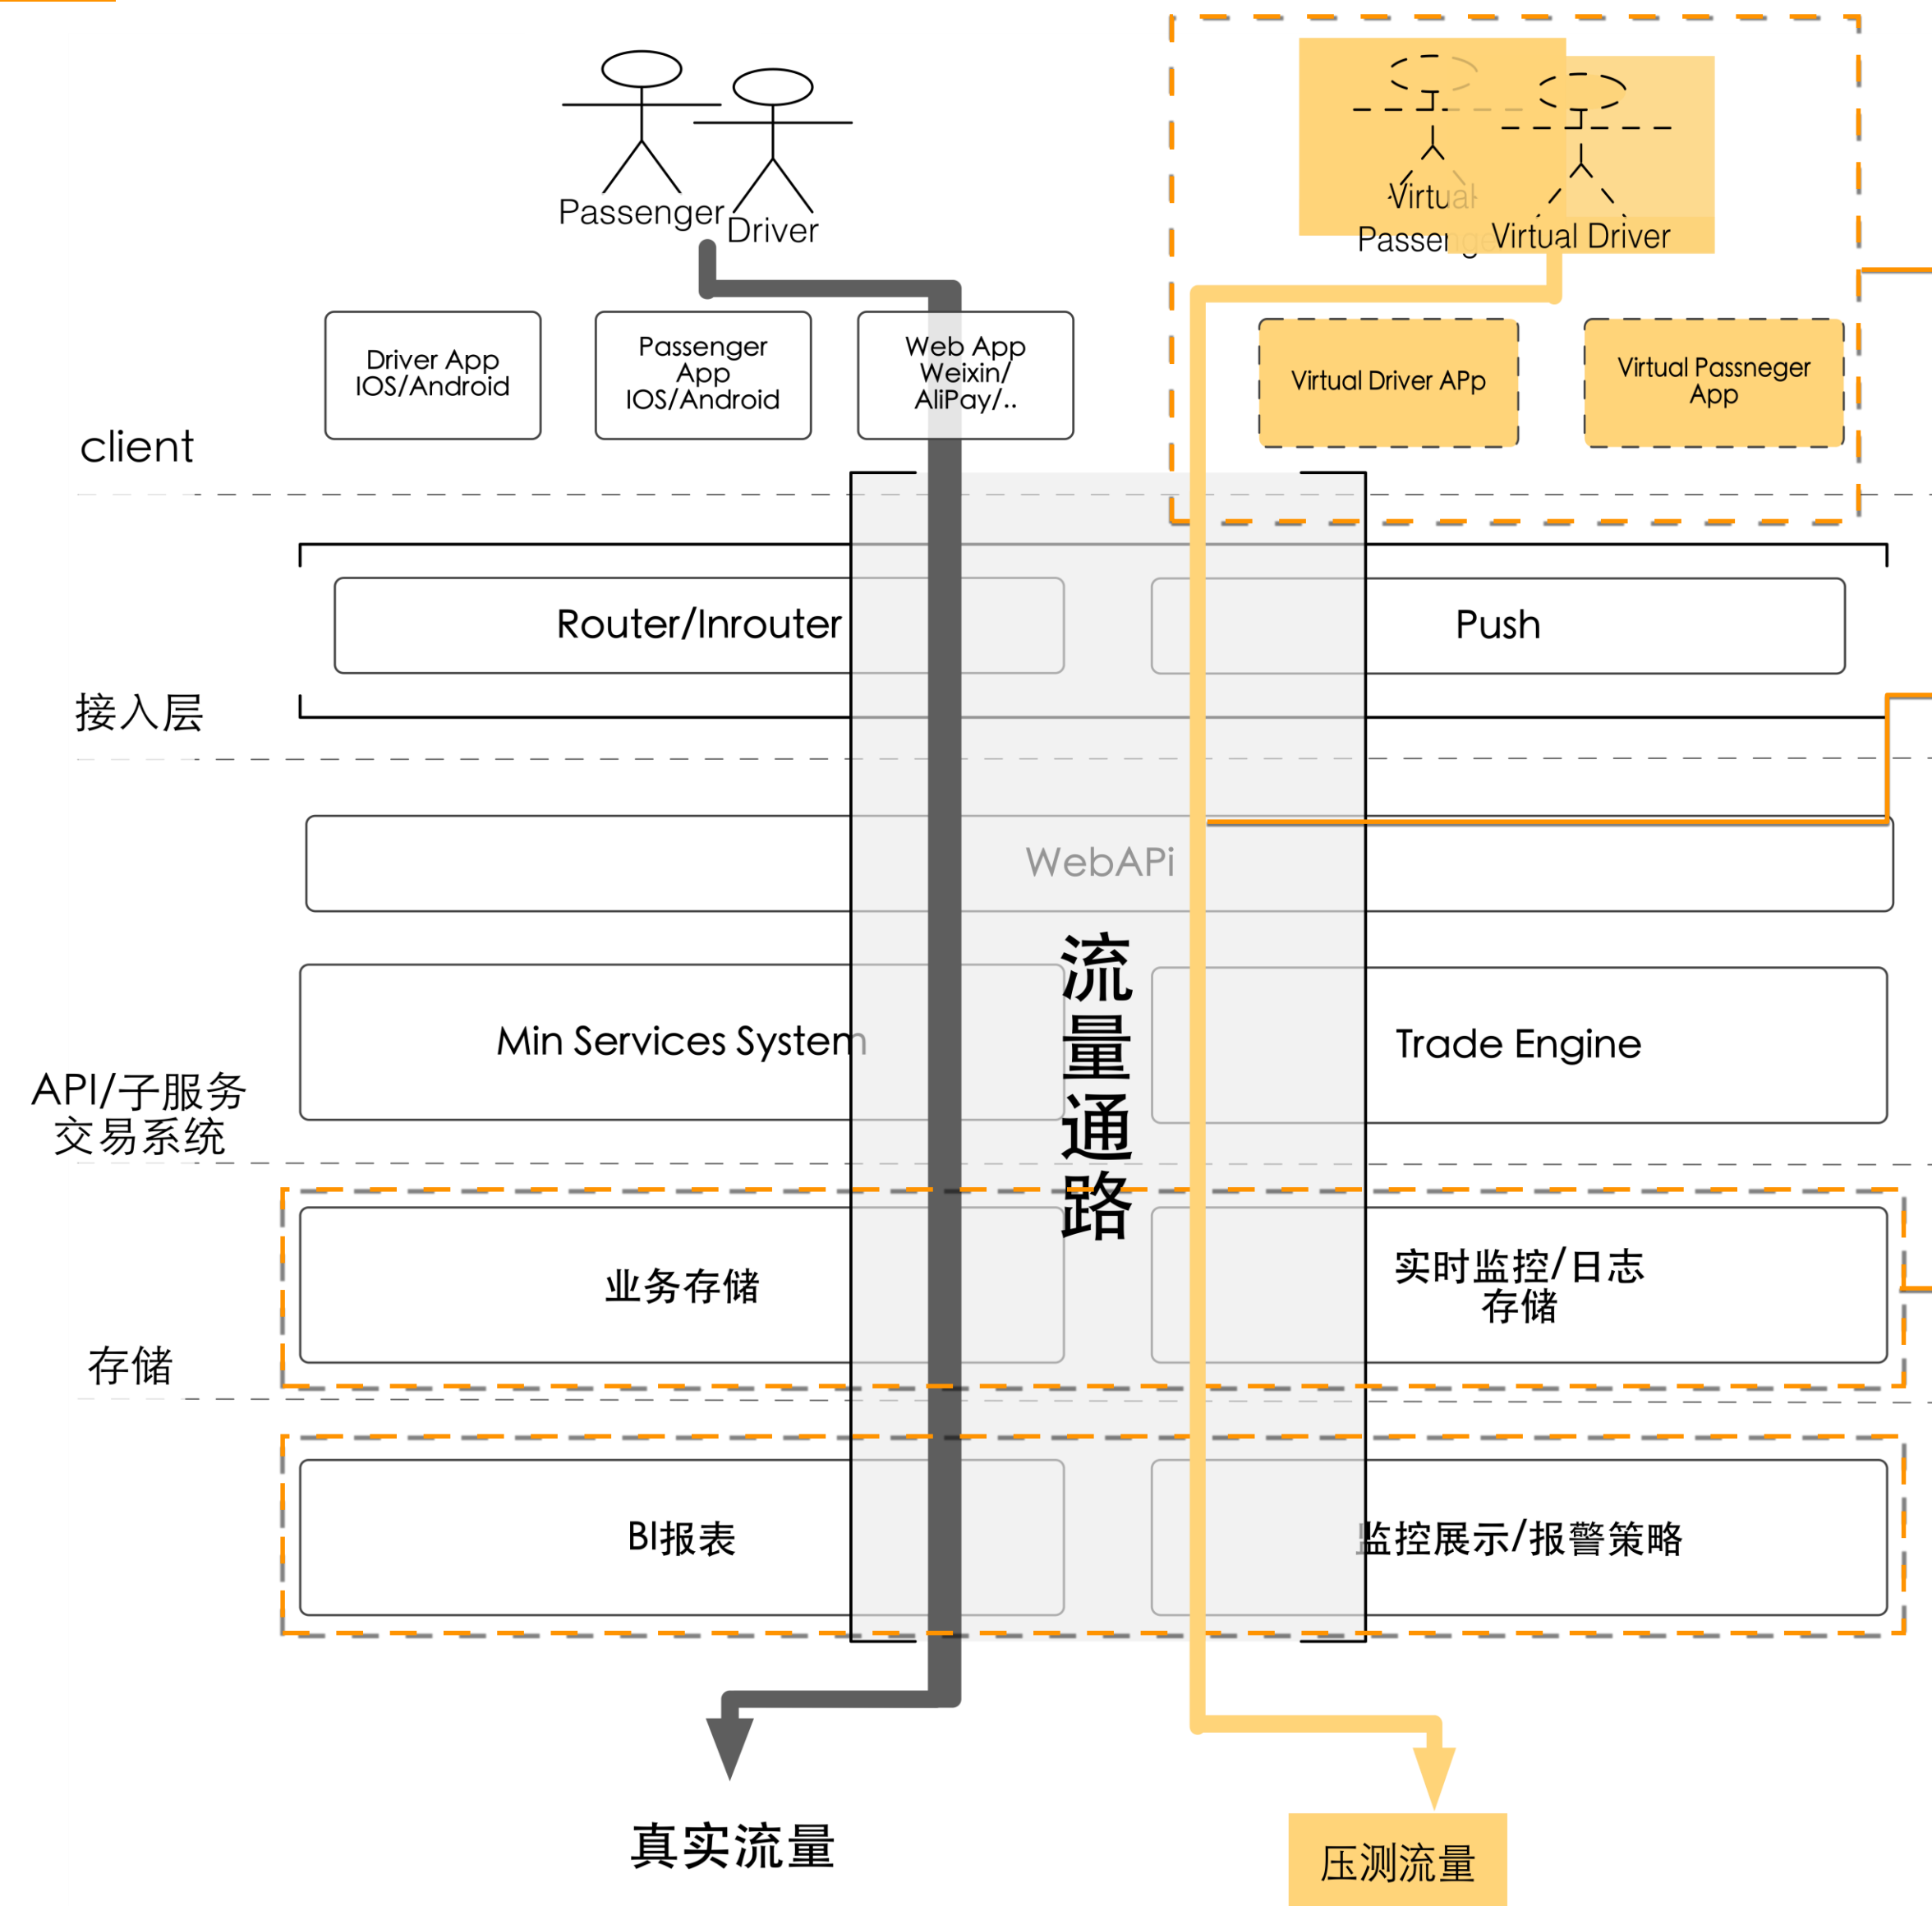 Passenger
Driver
Virtual
Passenge
Virtual Driver
Driver App
IOS/Android
Passenger
App
IOS/Android
Web App
Weixin/
AliPay/..
Virtual Driver APp
Virtual Passneger
App
client
Router/Inrouter
Push
接入层
WebAPi
流量通路
Min Services System
Trade Engine
API/子服务
交易系统
业务存储
实时监控/日志
存储
存储
BI报表
监控展示/报警策略
真实流量
压测流量